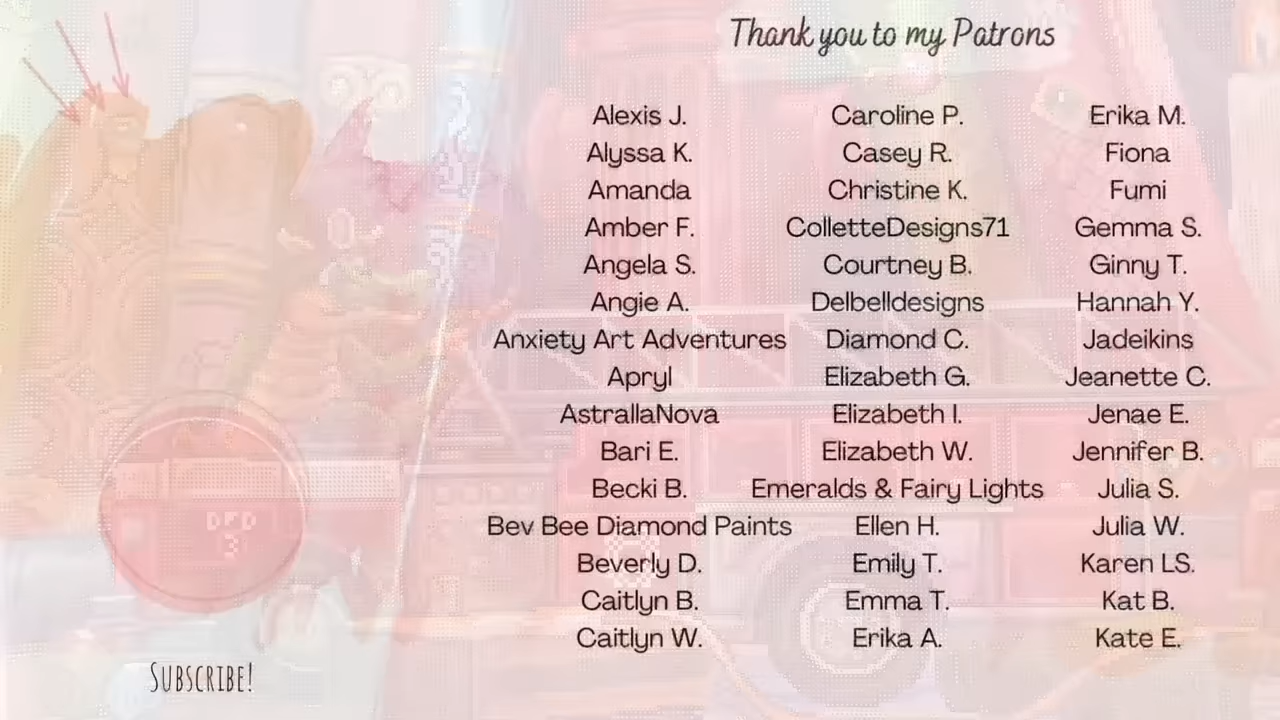 Thank you to my Patrons
Alexis J.
Alyssa K.
Amanda
Amber F.
Angela S.
Angie A.
Anxiety Art Adventures
Apryl
AstrallaNova
Bari E.
Becki B.
Bev Bee Diamond Paints
Beverly D.
Caitlyn B.
Caitlyn W.
Caroline P.
Casey R.
Christine K.
ColletteDesigns71
Courtney B.
Delbelldesigns
Diamond C.
Elizabeth G.
Elizabeth I.
Elizabeth W.
Emeralds & Fairy Lights
Ellen H.
Emily T.
Emma T.
Erika A.
Erika M.
Fiona
Fumi
Gemma S.
Ginny T.
Hannah Y.
Jadeikins
Jeanette C.
Jenae E.
Jennifer B.
Julia S.
Julia W.
Karen LS.
Kat B.
Kate E.
DFD
3
Subscribe!